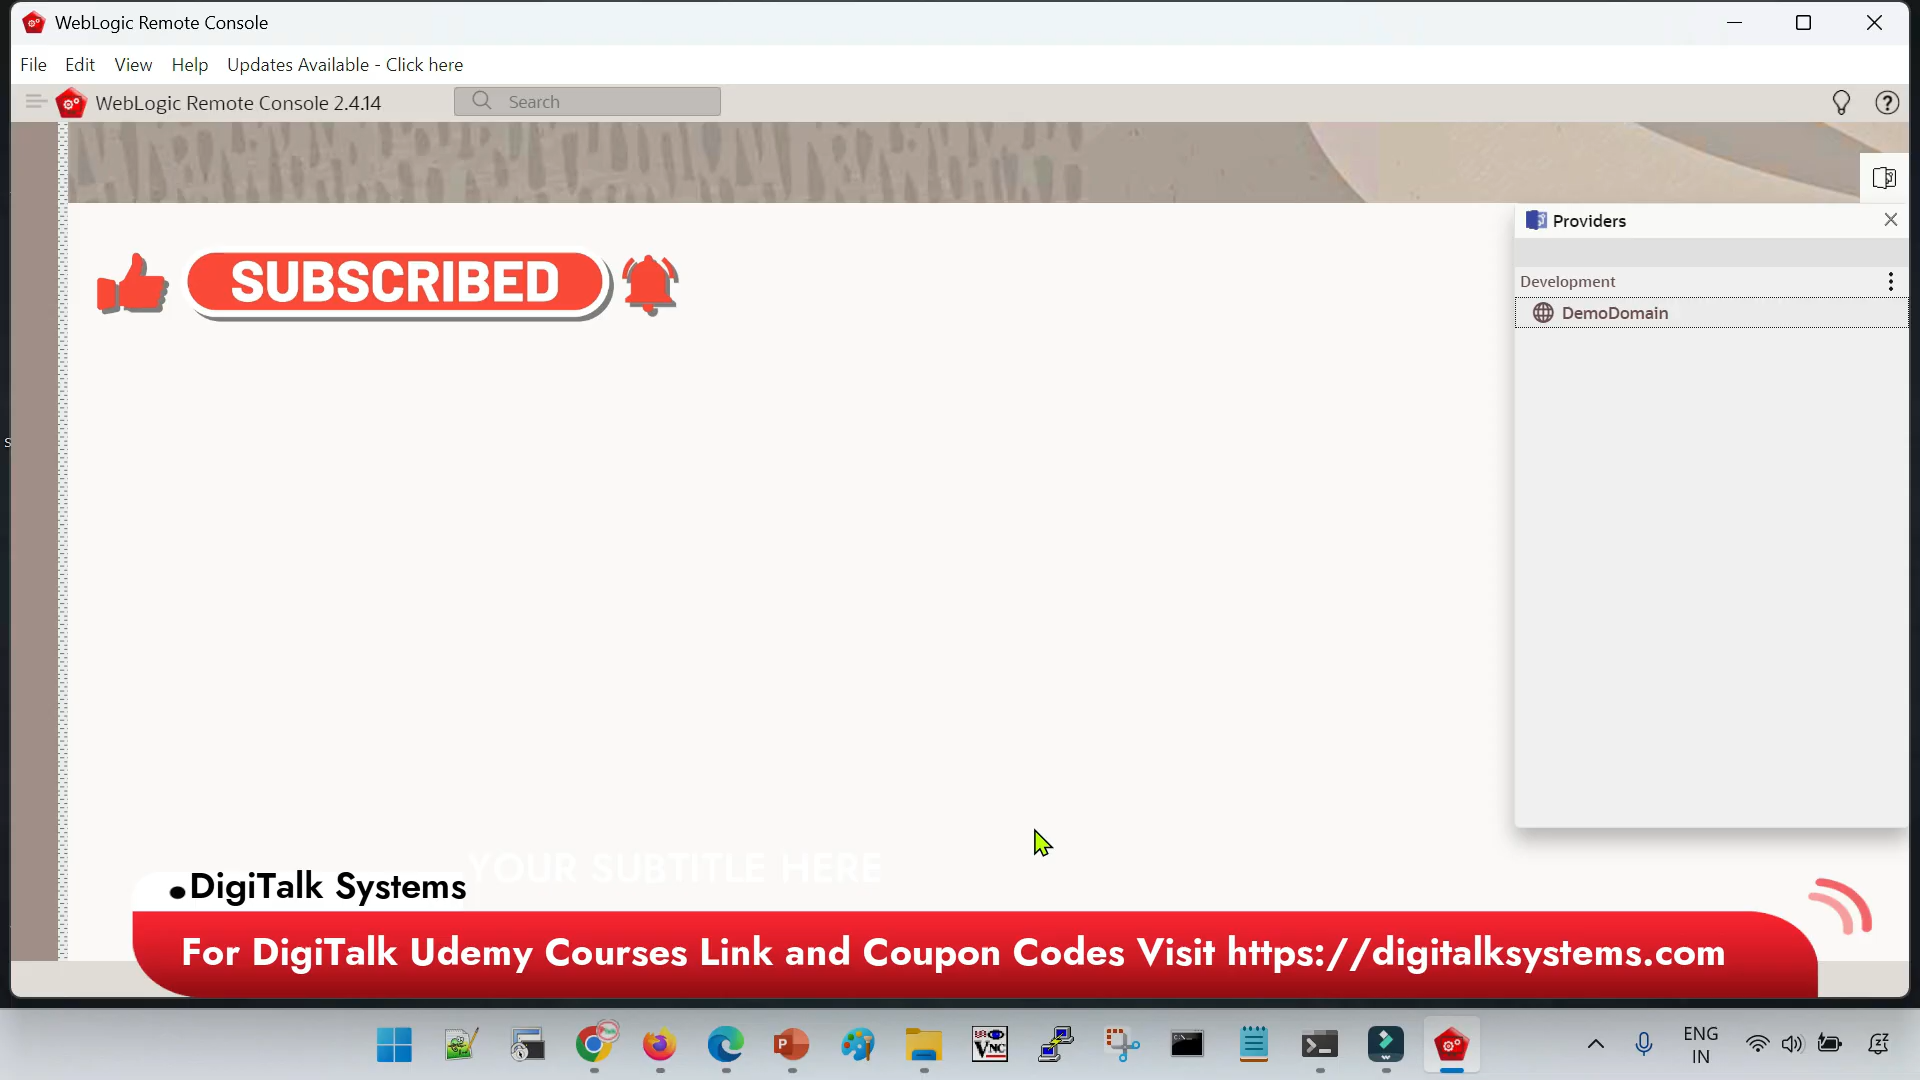 WebLogic Remote Console
File Edit View Help Updates Available - Click here
WebLogic Remote Console 2.4.14
Search
Providers
SUBSCRIBED
Development
DemoDomain
S
YOUR SUBTITLE HERE
DigiTalk Systems
For DigiTalk Udemy Courses Link and Coupon Codes Visit https://digitalksystems.com
VNC
ENG
IN